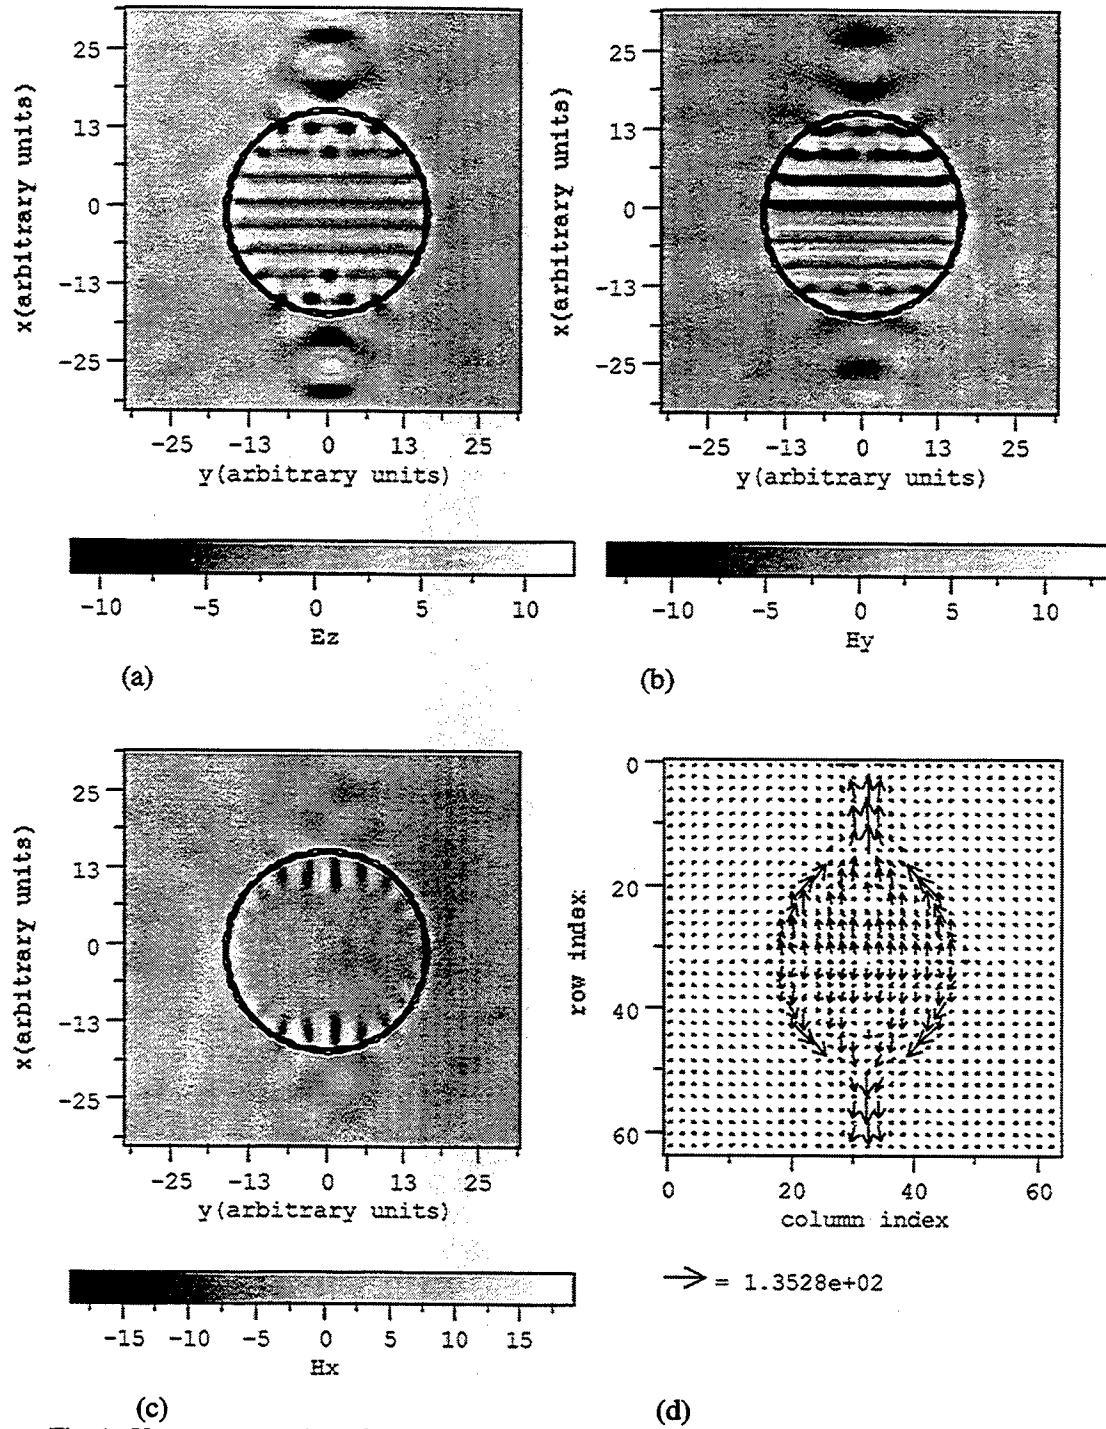 25
13
0
-13
-25
x(arbitrary units)
-25 -13 0 13 25
y(arbitrary units)
-10 -5 0 5 10
Ez
(a)
25
13
0
-13
-25
x(arbitrary units)
-25 -13 0 13 25
y(arbitrary units)
-10 -5 0 5 10
Hy
(b)
25
13
0
-13
-25
x(arbitrary units)
-25 -13 0 13 25
y(arbitrary units)
-15 -10 -5 0 5 10 15
Hx
(c)
0
20
40
60
row index
0 20 40 60
column index
= 1.3528e+02
(d)